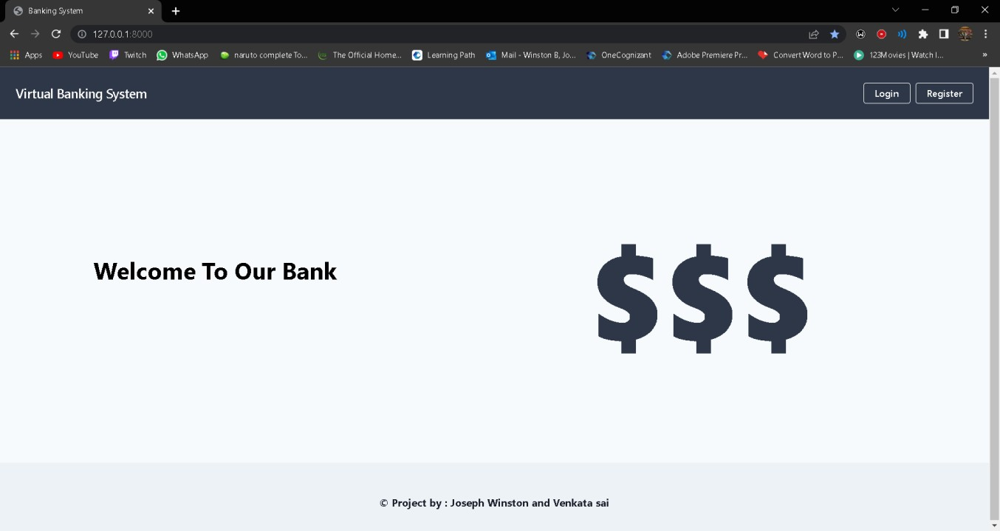 Banking System
127.0.0.1:8000
Apps YouTube Twitch WhatsApp naruto complete To... The Official Home... Learning Path Mail - Winston B, Jo... OneCognizant Adobe Premiere Pr... Convert Word to P... 123Movies | Watch I... »
Virtual Banking System Login Register
Welcome To Our Bank
$$$
© Project by : Joseph Winston and Venkata sai